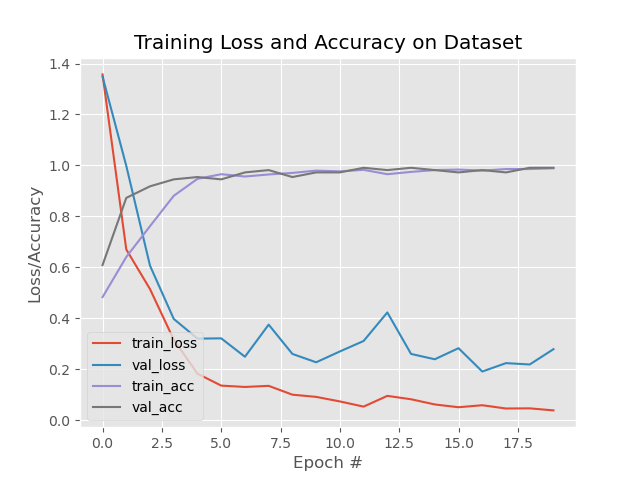 Training Loss and Accuracy on Dataset
Loss/Accuracy
1.4
1.2
1.0
0.8
0.6
0.4
0.2
0.0
train_loss
val_loss
train_acc
val_acc
0.0 2.5 5.0 7.5 10.0 12.5 15.0 17.5
Epoch #